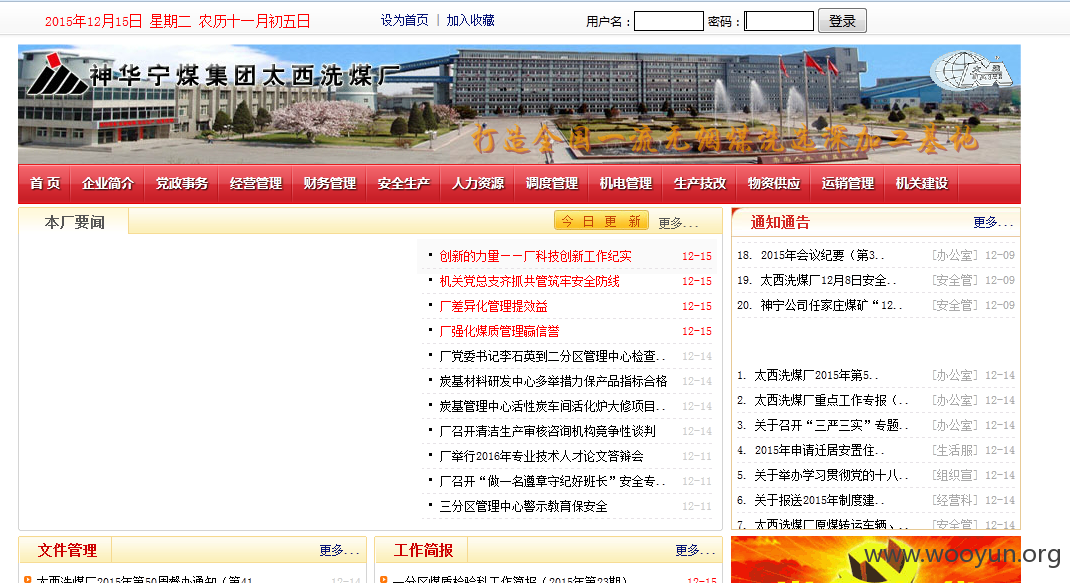 2015年12月15日 星期二 农历十一月初五日 设为首页 | 加入收藏 用户名： 密码： 登录
神华宁煤集团太西洗煤厂
打造全国一流无烟煤洗选深加工基地
首 页 企业简介 党政事务 经营管理 财务管理 安全生产 人力资源 调度管理 机电管理 生产技改 物资供应 运销管理 机关建设
本厂要闻 今 日 更 新 更多...
· 创新的力量－－厂科技创新工作纪实 12-15
· 机关党总支齐抓共管筑牢安全防线 12-15
· 厂差异化管理提效益 12-15
· 厂强化煤质管理赢信誉 12-15
· 厂党委书记李石英到二分区管理中心检查.. 12-14
· 炭基材料研发中心多举措力保产品指标合格 12-14
· 炭基管理中心活性炭车间活化炉大修项目.. 12-14
· 厂召开清洁生产审核咨询机构竞争性谈判 12-14
· 厂举行2016年专业技术人才论文答辩会 12-11
· 厂召开“做一名遵章守纪好班长”安全专.. 12-11
· 三分区管理中心警示教育保安全 12-11
通知通告 更多...
18. 2015年会议纪要（第3.. [办公室] 12-09
19. 太西洗煤厂12月8日安全.. [安全管] 12-09
20. 神宁公司任家庄煤矿“12.. [安全管] 12-09
1. 太西洗煤厂2015年第5.. [办公室] 12-14
2. 太西洗煤厂重点工作专报（.. [办公室] 12-14
3. 关于召开“三严三实”专题.. [办公室] 12-14
4. 2015年申请迁居安置住.. [生活服] 12-14
5. 关于举办学习贯彻党的十八.. [组织宣] 12-14
6. 关于报送2015年制度建.. [经营科] 12-14
7. 太西洗煤厂原煤转运车辆、.. [安全管] 12-14
文件管理 更多...
太西洗煤厂2015年第50周督办通知（第41 12-14
工作简报 更多...
一分区煤质检验科工作简报（2015年第23期） 12-15
www.wooyun.org